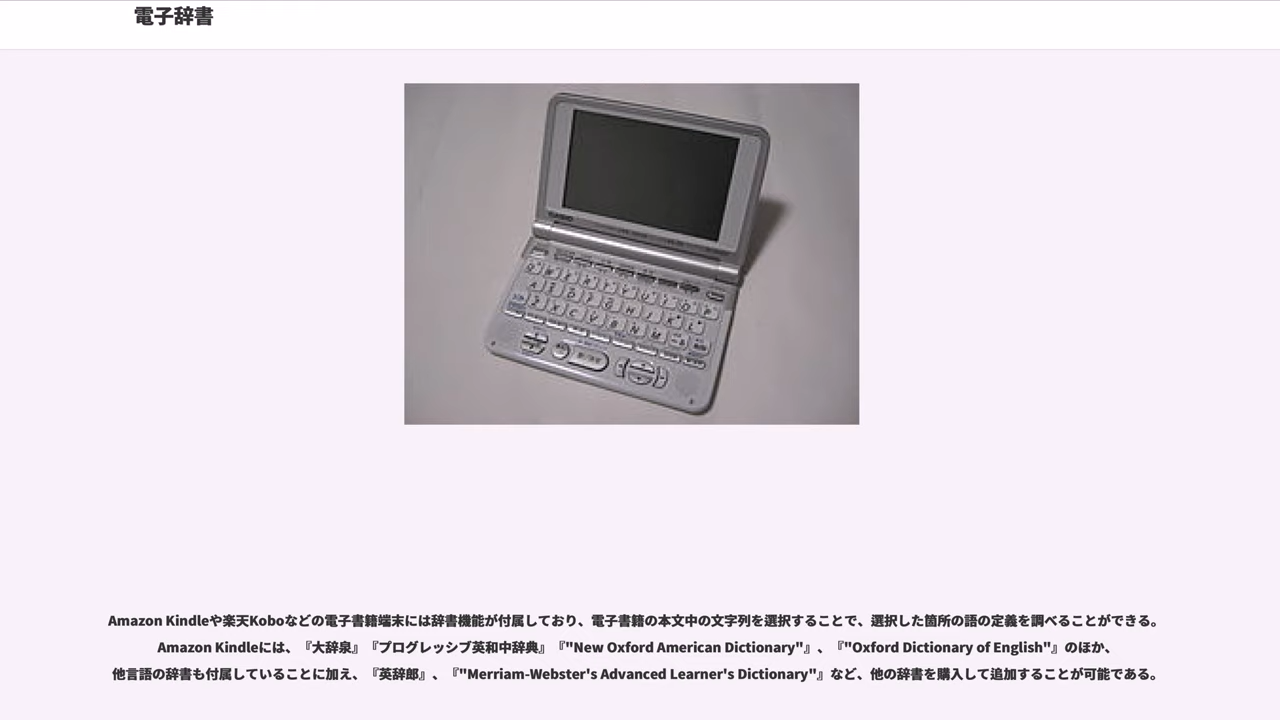 電子辞書
CASIO
Amazon Kindleや楽天Koboなどの電子書籍端末には辞書機能が付属しており、電子書籍の本文中の文字列を選択することで、選択した箇所の語の定義を調べることができる。
Amazon Kindleには、『大辞泉』『プログレッシブ英和中辞典』『"New Oxford American Dictionary"』、『"Oxford Dictionary of English"』のほか、
他言語の辞書も付属していることに加え、『英辞郎』、『"Merriam-Webster's Advanced Learner's Dictionary"』など、他の辞書を購入して追加することが可能である。